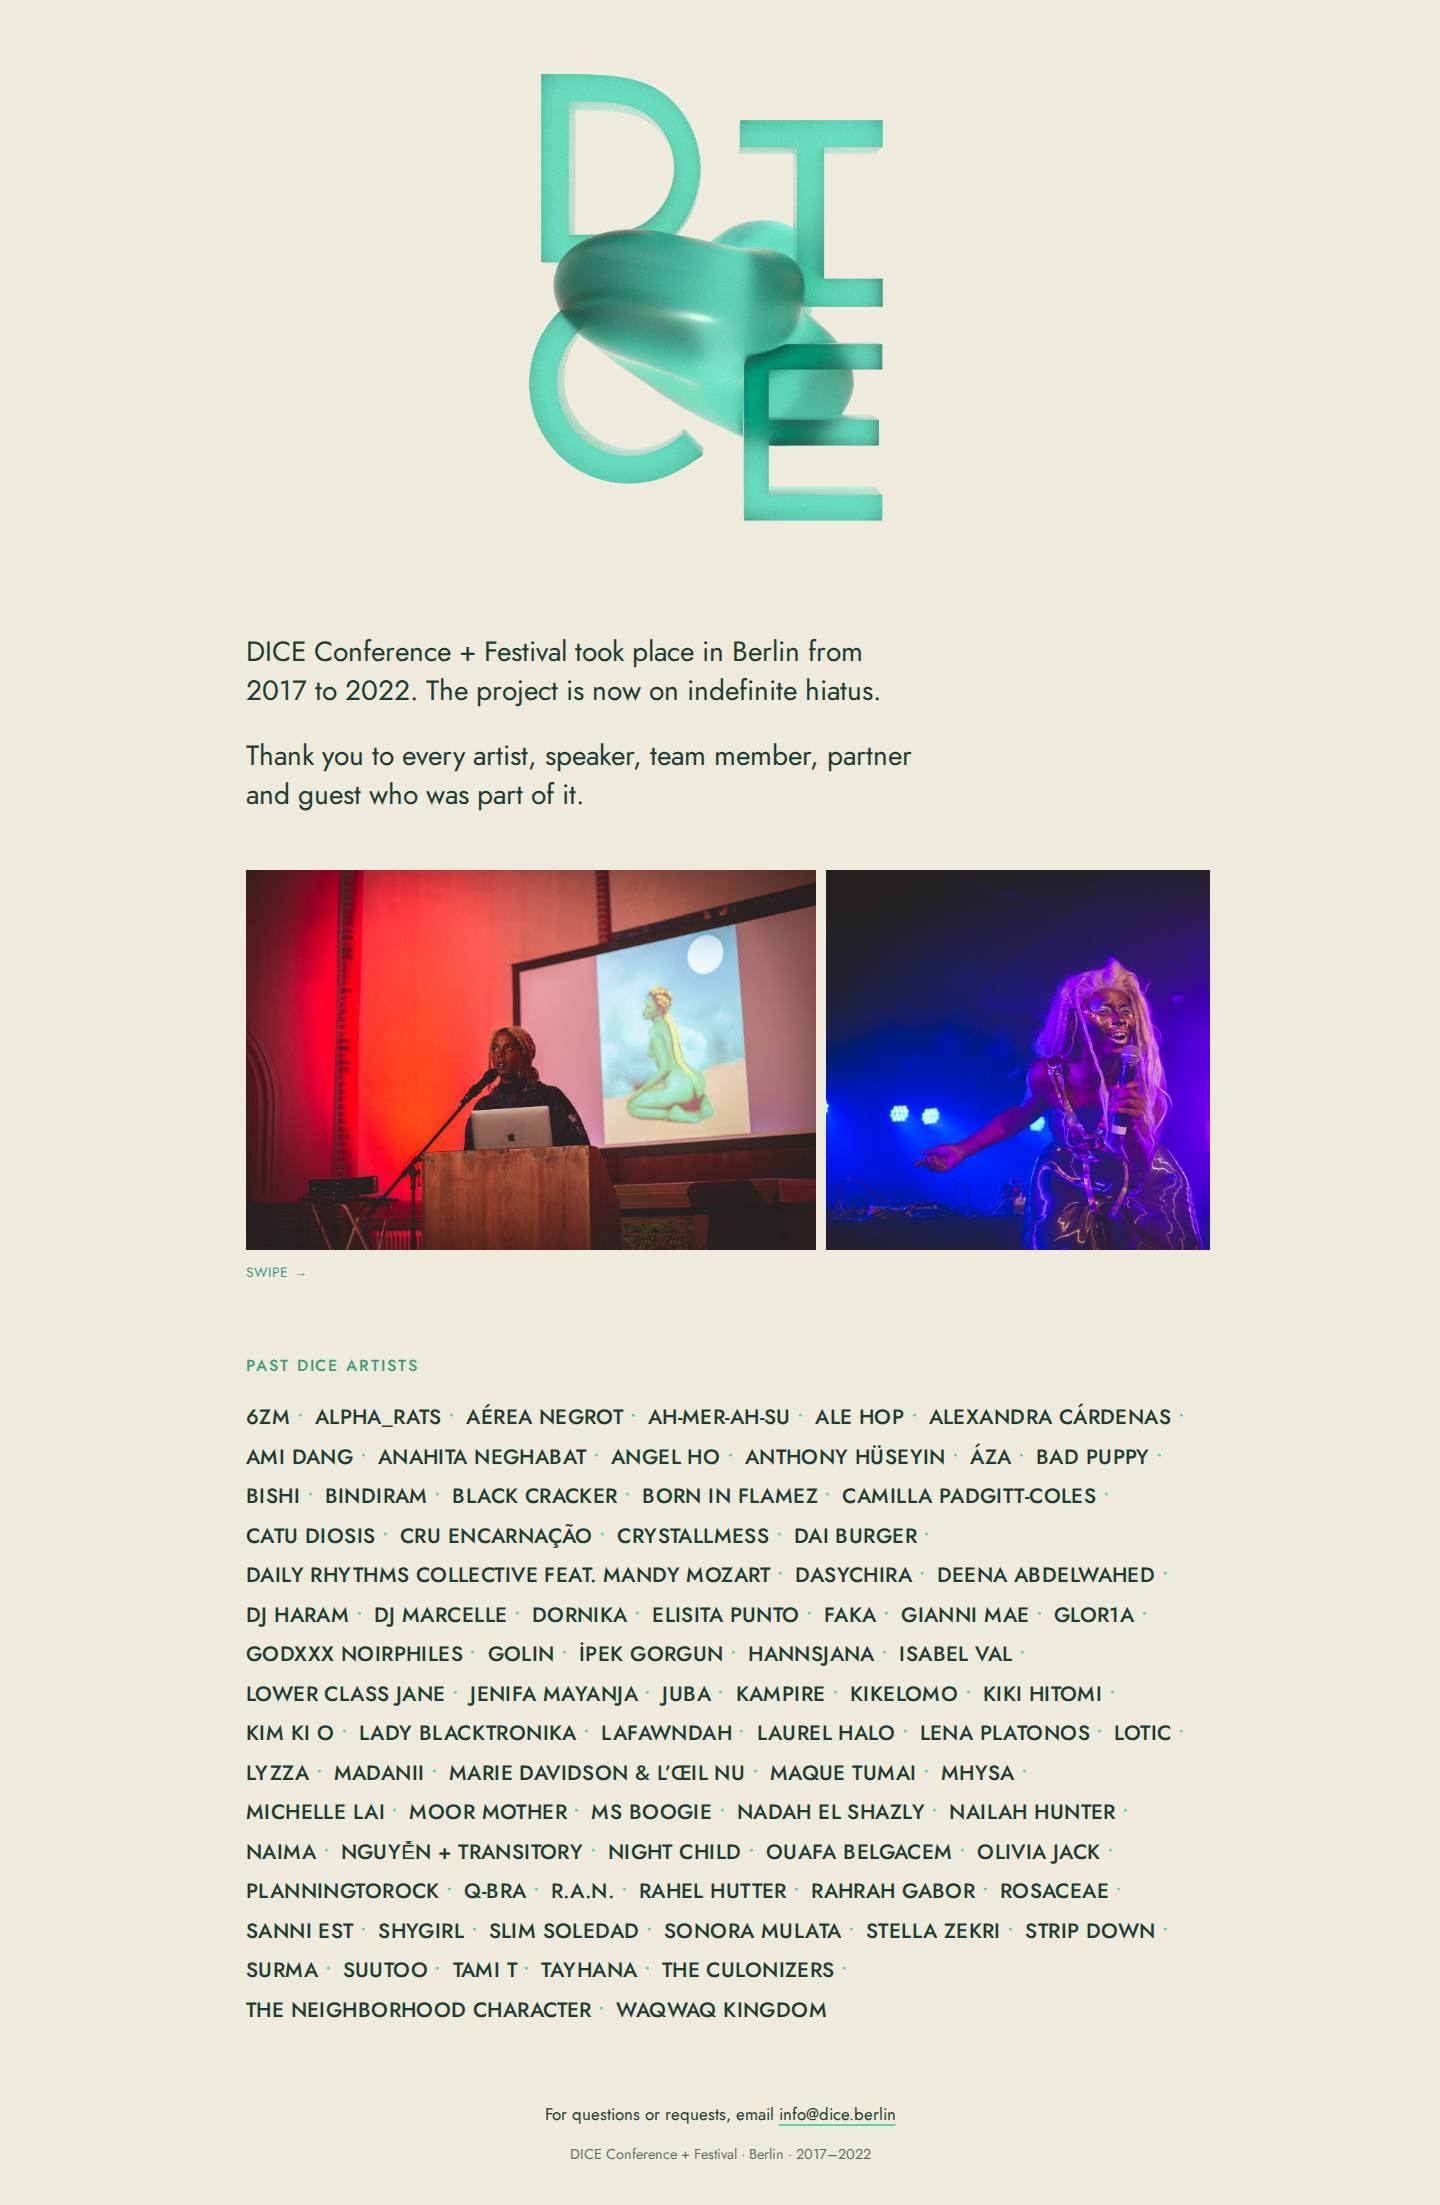 DICE
DICE Conference + Festival took place in Berlin from
2017 to 2022. The project is now on indefinite hiatus.
Thank you to every artist, speaker, team member, partner
and guest who was part of it.
SWIPE →
PAST DICE ARTISTS
6ZM · ALPHA_RATS · AÉREA NEGROT · AH-MER-AH-SU · ALE HOP · ALEXANDRA CÁRDENAS ·
AMI DANG · ANAHITA NEGHABAT · ANGEL HO · ANTHONY HÜSEYIN · ÁZA · BAD PUPPY ·
BISHI · BINDIRAM · BLACK CRACKER · BORN IN FLAMEZ · CAMILLA PADGITT-COLES ·
CATU DIOSIS · CRU ENCARNAÇÃO · CRYSTALLMESS · DAI BURGER ·
DAILY RHYTHMS COLLECTIVE FEAT. MANDY MOZART · DASYCHIRA · DEENA ABDELWAHED ·
DJ HARAM · DJ MARCELLE · DORNIKA · ELISITA PUNTO · FAKA · GIANNI MAE · GLOR1A ·
GODXXX NOIRPHILES · GOLIN · İPEK GORGUN · HANNSJANA · ISABEL VAL ·
LOWER CLASS JANE · JENIFA MAYANJA · JUBA · KAMPIRE · KIKELOMO · KIKI HITOMI ·
KIM KI O · LADY BLACKTRONIKA · LAFAWNDAH · LAUREL HALO · LENA PLATONOS · LOTIC ·
LYZZA · MADANII · MARIE DAVIDSON & L’ŒIL NU · MAQUE TUMAI · MHYSA ·
MICHELLE LAI · MOOR MOTHER · MS BOOGIE · NADAH EL SHAZLY · NAILAH HUNTER ·
NAIMA · NGUYỄN + TRANSITORY · NIGHT CHILD · OUAFA BELGACEM · OLIVIA JACK ·
PLANNINGTOROCK · Q-BRA · R.A.N. · RAHEL HUTTER · RAHRAH GABOR · ROSACEAE ·
SANNI EST · SHYGIRL · SLIM SOLEDAD · SONORA MULATA · STELLA ZEKRI · STRIP DOWN ·
SURMA · SUUTOO · TAMI T · TAYHANA · THE CULONIZERS ·
THE NEIGHBORHOOD CHARACTER · WAQWAQ KINGDOM
For questions or requests, email info@dice.berlin
DICE Conference + Festival · Berlin · 2017–2022